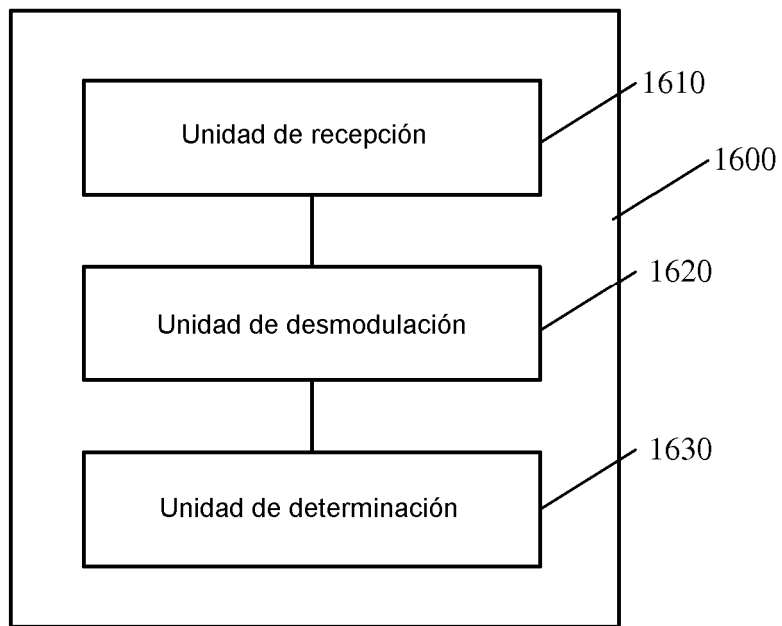 Unidad de recepción
1610
1600
Unidad de desmodulación
1620
Unidad de determinación
1630